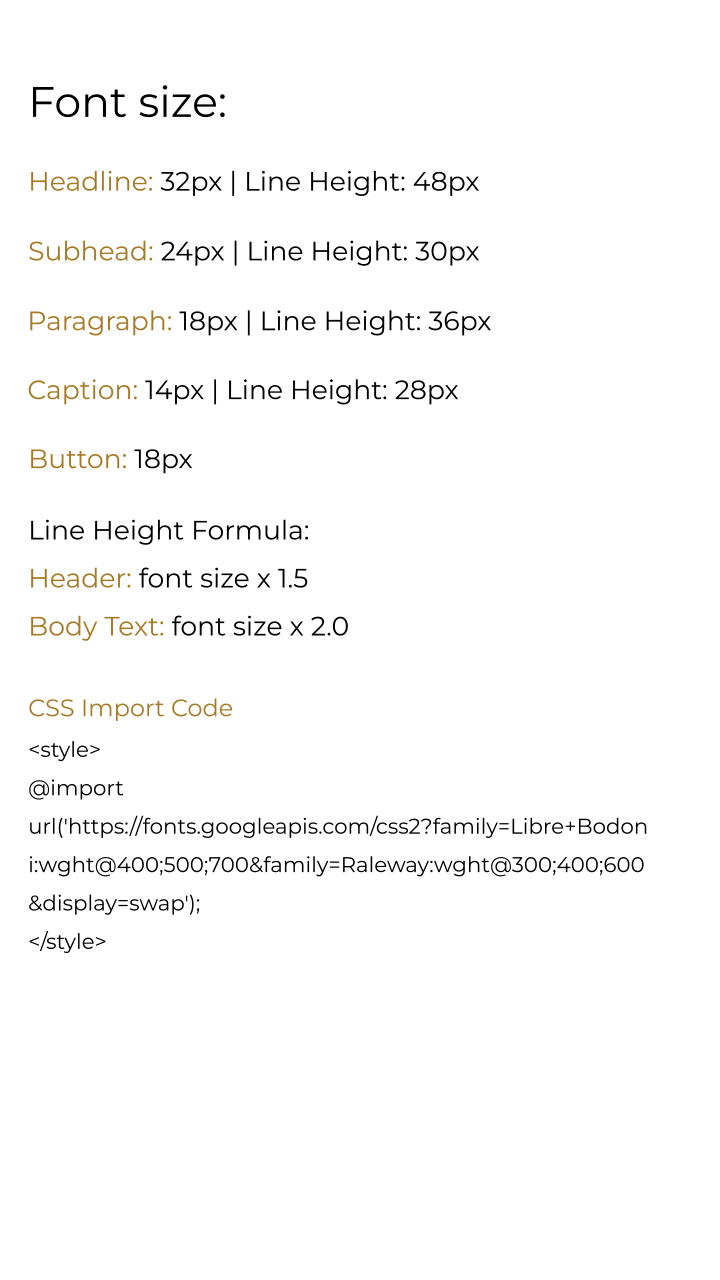 Font size:
Headline: 32px | Line Height: 48px
Subhead: 24px | Line Height: 30px
Paragraph: 18px | Line Height: 36px
Caption: 14px | Line Height: 28px
Button: 18px
Line Height Formula:
Header: font size x 1.5
Body Text: font size x 2.0
CSS Import Code
<style>
@import
url('https://fonts.googleapis.com/css2?family=Libre+Bodon
i:wght@400;500;700&family=Raleway:wght@300;400;600
&display=swap');
</style>